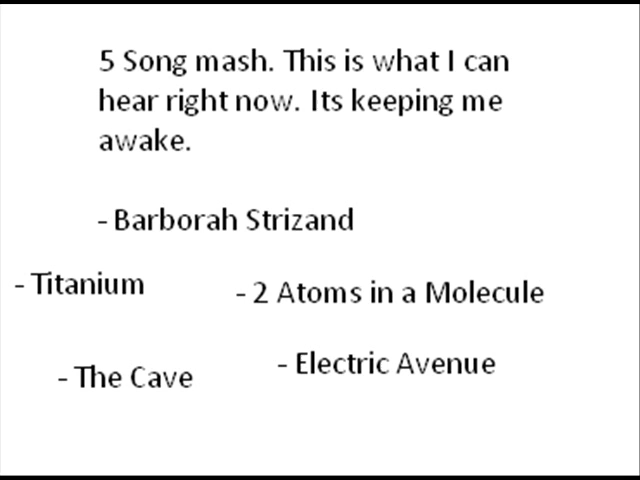 5 Song mash. This is what I can
hear right now. Its keeping me
awake.
- Barborah Strizand
- Titanium
- 2 Atoms in a Molecule
- Electric Avenue
- The Cave